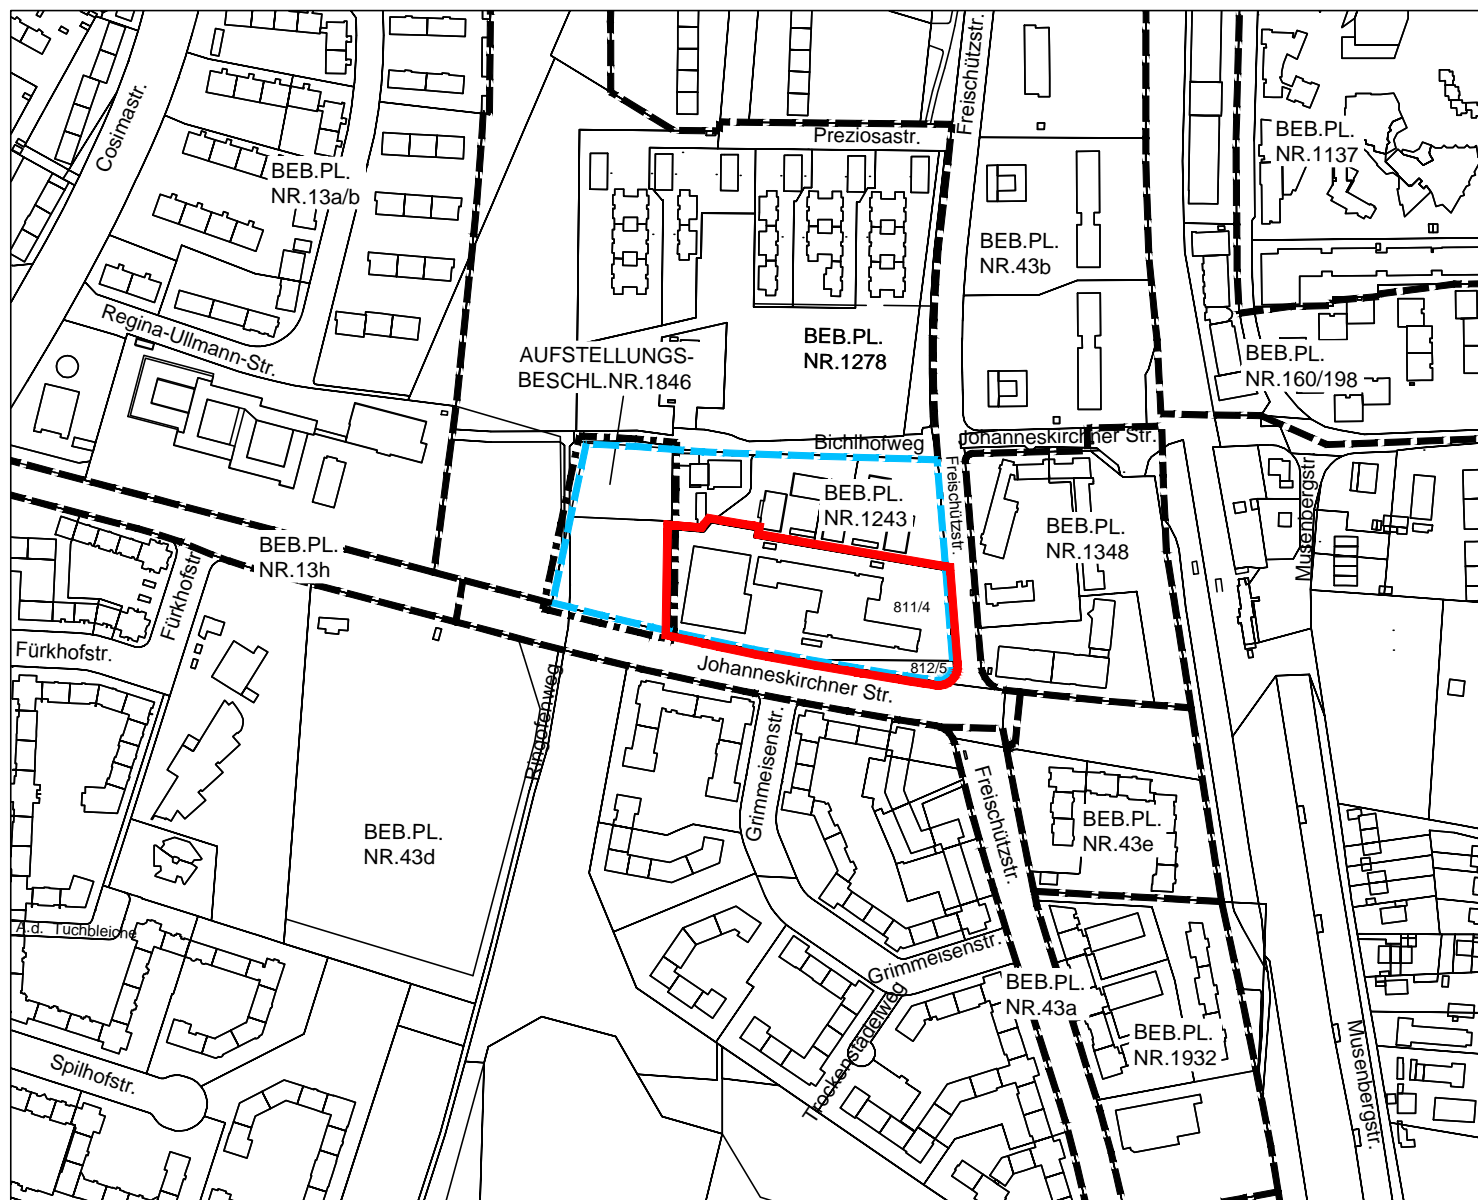 Cosimastr.
BEB.PL.
NR.13a/b
Freischützstr.
Preziosastr.
BEB.PL.
NR.1137
BEB.PL.
NR.43b
Regina-Ullmann-Str.
AUFSTELLUNGS-
BESCHL.NR.1846
BEB.PL.
NR.1278
BEB.PL.
NR.160/198
Bichlhofweg
Johanneskirchner Str.
Freischützstr.
Musenbergstr.
BEB.PL.
NR.1243
BEB.PL.
NR.1348
BEB.PL.
NR.13h
Fürkhofstr.
Fürkhofstr.
811/4
812/5
Johanneskirchner Str.
Ringofenweg
Grimmeisenstr.
Freischützstr.
BEB.PL.
NR.43d
BEB.PL.
NR.43e
A.d. Tuchbleiche
Grimmeisenstr.
BEB.PL.
NR.43a
Trockenstadelweg
BEB.PL.
NR.1932
Spilhofstr.
Musenbergstr.